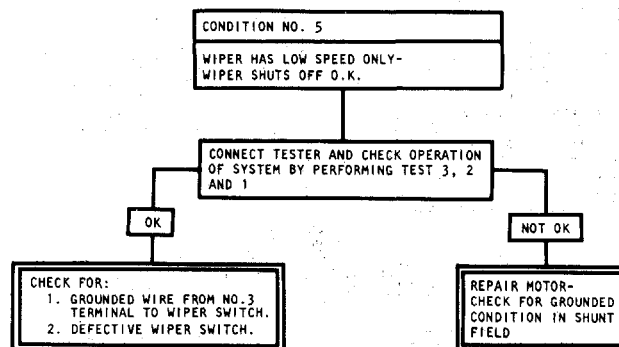 CONDITION NO. 5
WIPER HAS LOW SPEED ONLY-
WIPER SHUTS OFF O.K.
CONNECT TESTER AND CHECK OPERATION
OF SYSTEM BY PERFORMING TEST 3, 2
AND 1
OK
NOT OK
CHECK FOR:
1. GROUNDED WIRE FROM NO.3
TERMINAL TO WIPER SWITCH.
2. DEFECTIVE WIPER SWITCH.
REPAIR MOTOR-
CHECK FOR GROUNDED
CONDITION IN SHUNT
FIELD